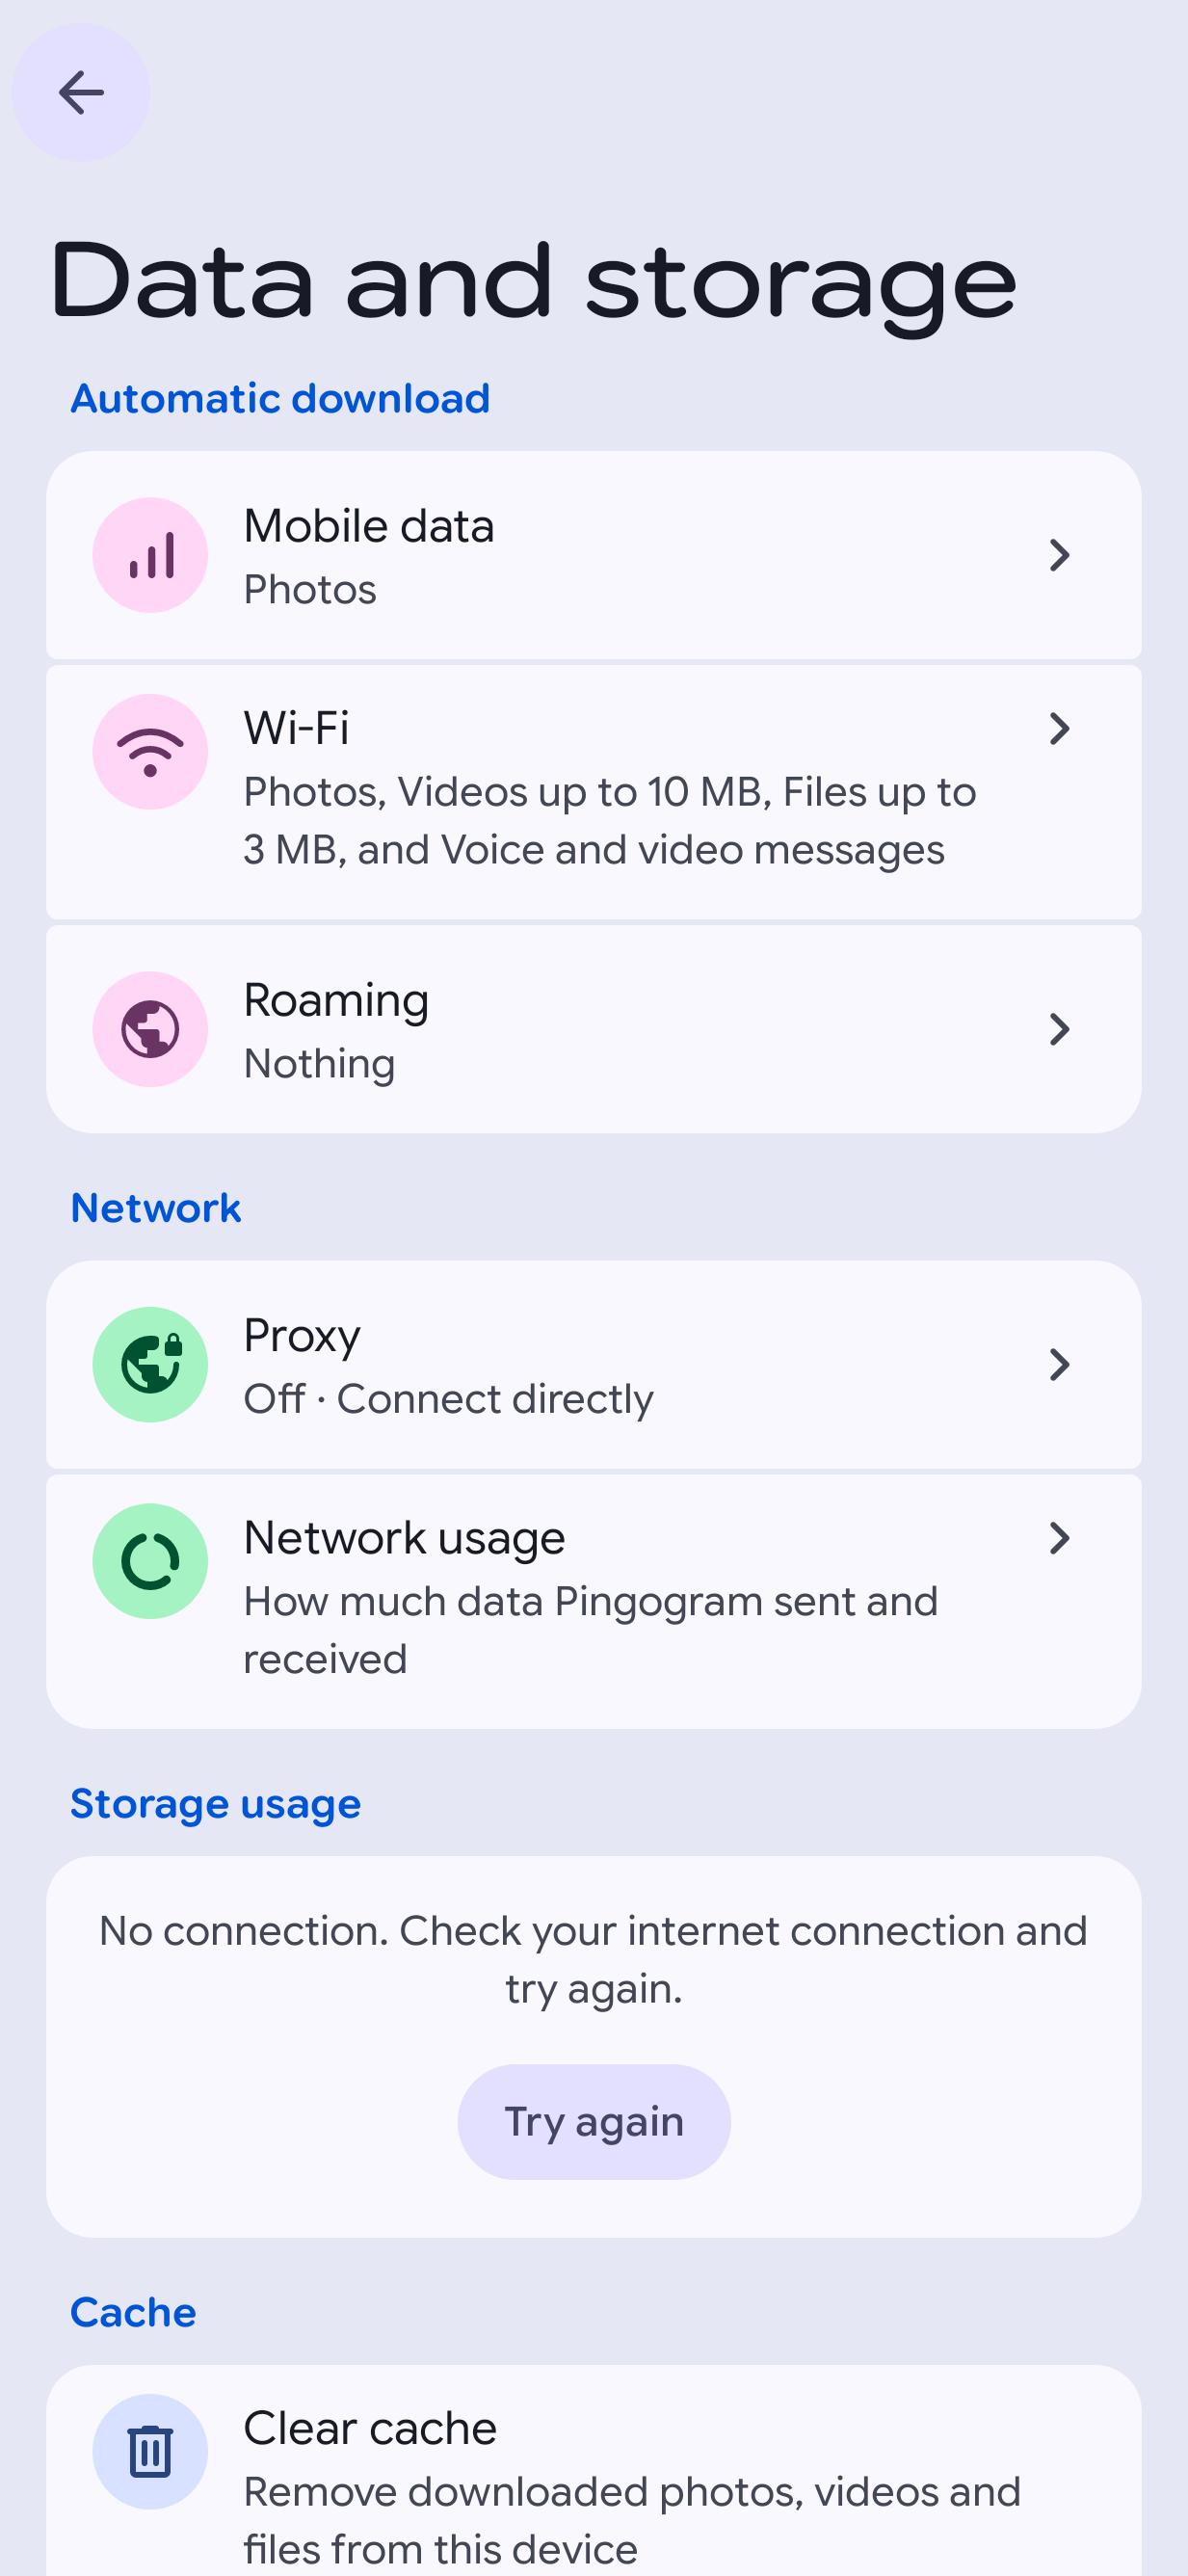 Data and storage
Automatic download
Mobile data
Photos
Wi-Fi
Photos, Videos up to 10 MB, Files up to
3 MB, and Voice and video messages
Roaming
Nothing
Network
Proxy
Off · Connect directly
Network usage
How much data Pingogram sent and
received
Storage usage
No connection. Check your internet connection and
try again.
Try again
Cache
Clear cache
Remove downloaded photos, videos and
files from this device